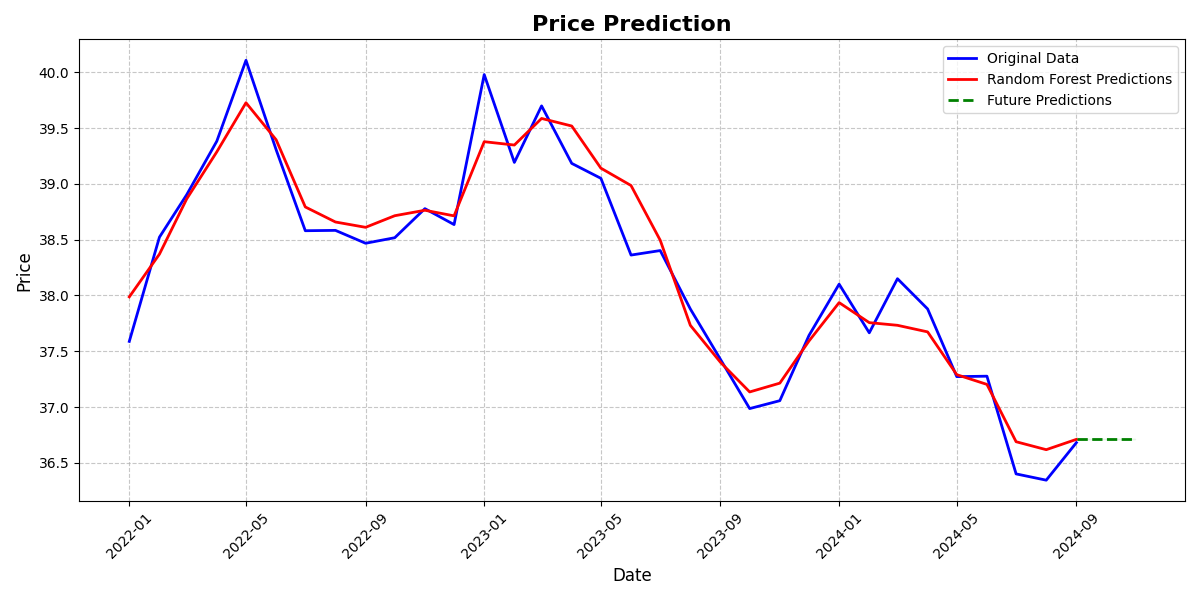 Price Prediction
Original Data
Random Forest Predictions
Future Predictions
Price
40.0
39.5
39.0
38.5
38.0
37.5
37.0
36.5
2022-01
2022-05
2022-09
2023-01
2023-05
2023-09
2024-01
2024-05
2024-09
Date